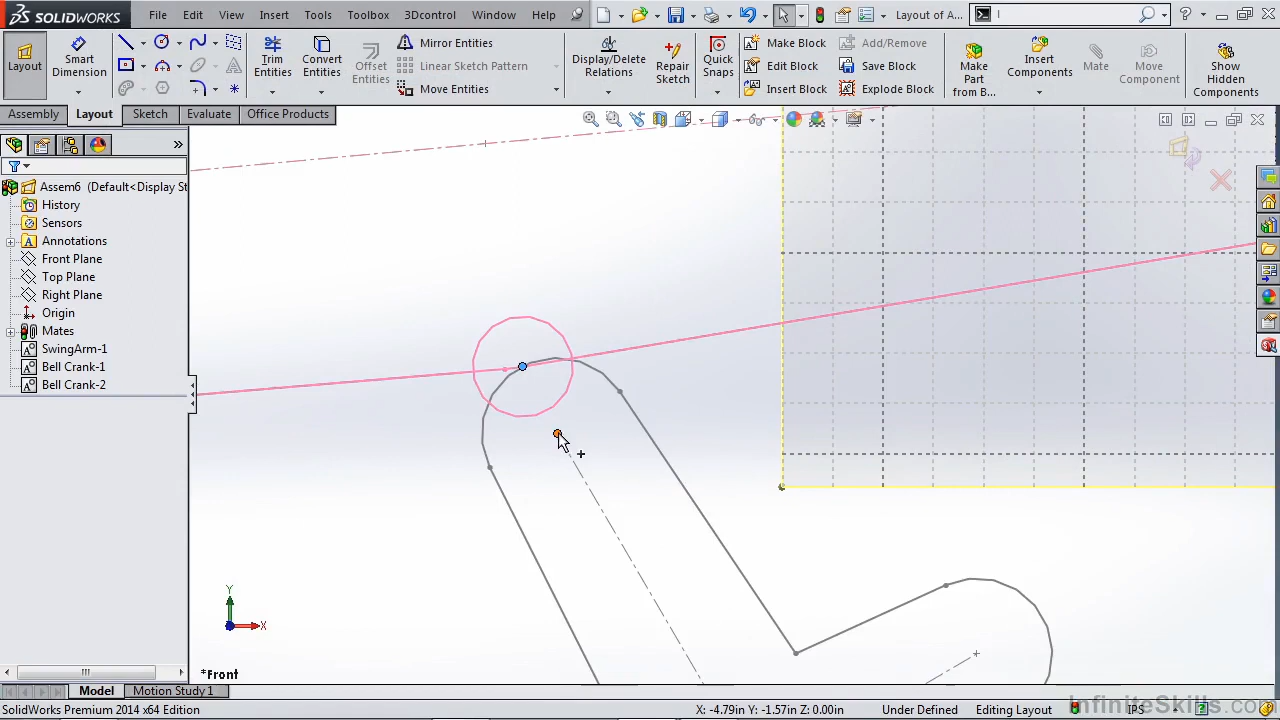 SOLIDWORKS
File Edit View Insert Tools Toolbox 3Dcontrol Window Help
Layout of A...
Layout
Smart Dimension
Trim Entities
Convert Entities
Offset Entities
Mirror Entities
Linear Sketch Pattern
Move Entities
Display/Delete Relations
Repair Sketch
Quick Snaps
Make Block
Edit Block
Insert Block
Add/Remove
Save Block
Explode Block
Make Part from B...
Insert Components
Mate
Move Component
Show Hidden Components
Assembly Layout Sketch Evaluate Office Products
Assem6 (Default<Display St
History
Sensors
Annotations
Front Plane
Top Plane
Right Plane
Origin
Mates
SwingArm-1
Bell Crank-1
Bell Crank-2
Y
X
*Front
Model Motion Study 1
SolidWorks Premium 2014 x64 Edition
X: -4.79in Y: -1.57in Z: 0.00in
Under Defined
Editing Layout
IPS
InfiniteSkills.com